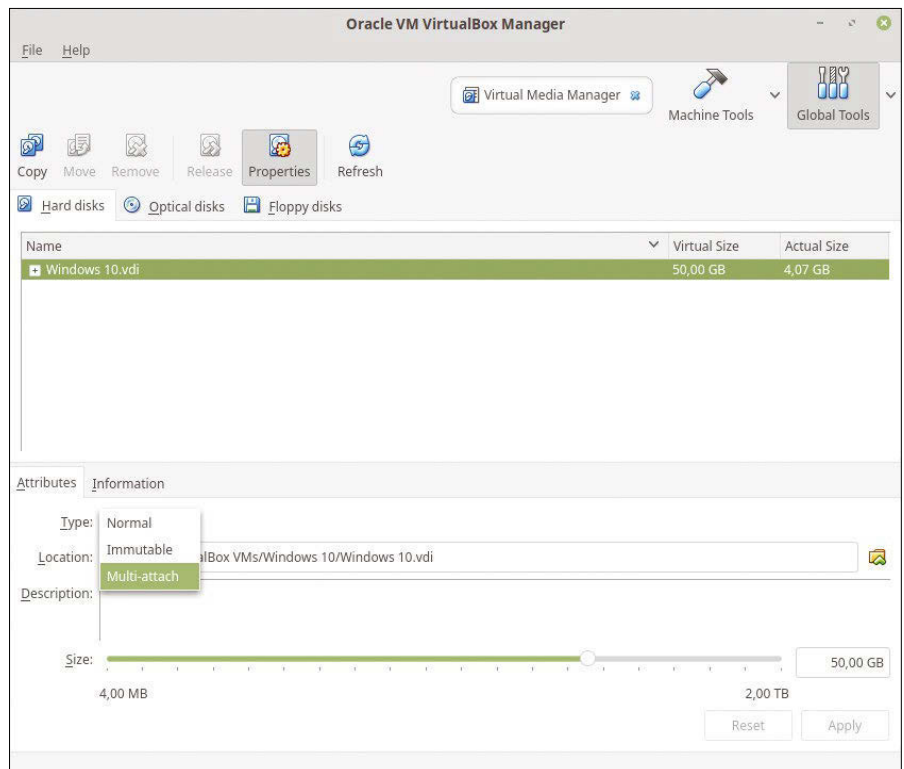 Oracle VM VirtualBox Manager
File Help
Virtual Media Manager
Machine Tools
Global Tools
Copy Move Remove Release Properties Refresh
Hard disks Optical disks Floppy disks
Name Virtual Size Actual Size
Windows 10.vdi 50,00 GB 4,07 GB
Attributes Information
Type: Normal
Immutable
Location: alBox VMs/Windows 10/Windows 10.vdi
Multi-attach
Description:
Size: 50,00 GB
4,00 MB 2,00 TB
Reset Apply